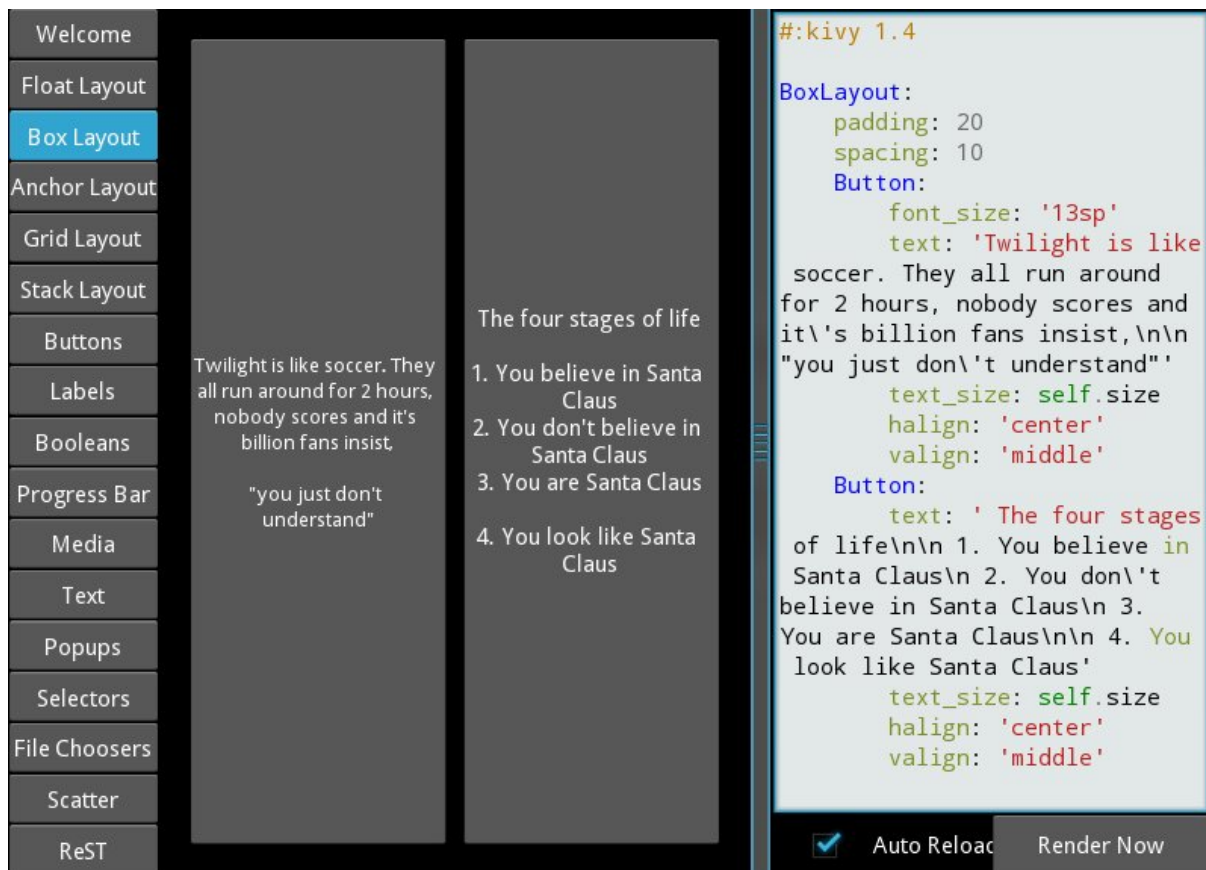 Welcome
Float Layout
Box Layout
Anchor Layout
Grid Layout
Stack Layout
Buttons
Labels
Booleans
Progress Bar
Media
Text
Popups
Selectors
File Choosers
Scatter
ReST
Twilight is like soccer. They
all run around for 2 hours,
nobody scores and it's
billion fans insist,
"you just don't
understand"
The four stages of life
1. You believe in Santa
Claus
2. You don't believe in
Santa Claus
3. You are Santa Claus
4. You look like Santa
Claus
#:kivy 1.4
BoxLayout:
    padding: 20
    spacing: 10
    Button:
        font_size: '13sp'
        text: 'Twilight is like
 soccer. They all run around
for 2 hours, nobody scores and
it\'s billion fans insist,\n\n
"you just don\'t understand"'
        text_size: self.size
        halign: 'center'
        valign: 'middle'
    Button:
        text: ' The four stages
 of life\n\n 1. You believe in
 Santa Claus\n 2. You don\'t
believe in Santa Claus\n 3.
You are Santa Claus\n\n 4. You
 look like Santa Claus'
        text_size: self.size
        halign: 'center'
        valign: 'middle'
Auto Reload
Render Now